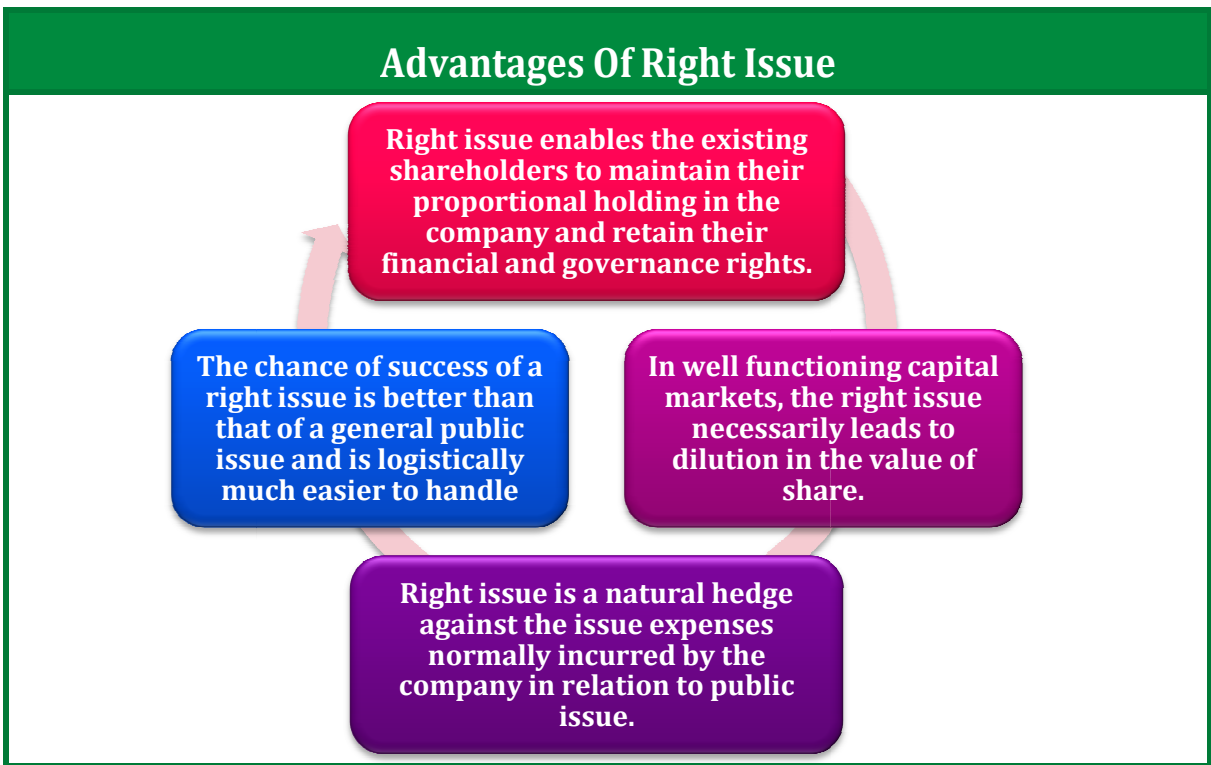 Advantages Of Right Issue
Right issue enables the existing
shareholders to maintain their
proportional holding in the
company and retain their
financial and governance rights.
In well functioning capital
markets, the right issue
necessarily leads to
dilution in the value of
share.
Right issue is a natural hedge
against the issue expenses
normally incurred by the
company in relation to public
issue.
The chance of success of a
right issue is better than
that of a general public
issue and is logistically
much easier to handle